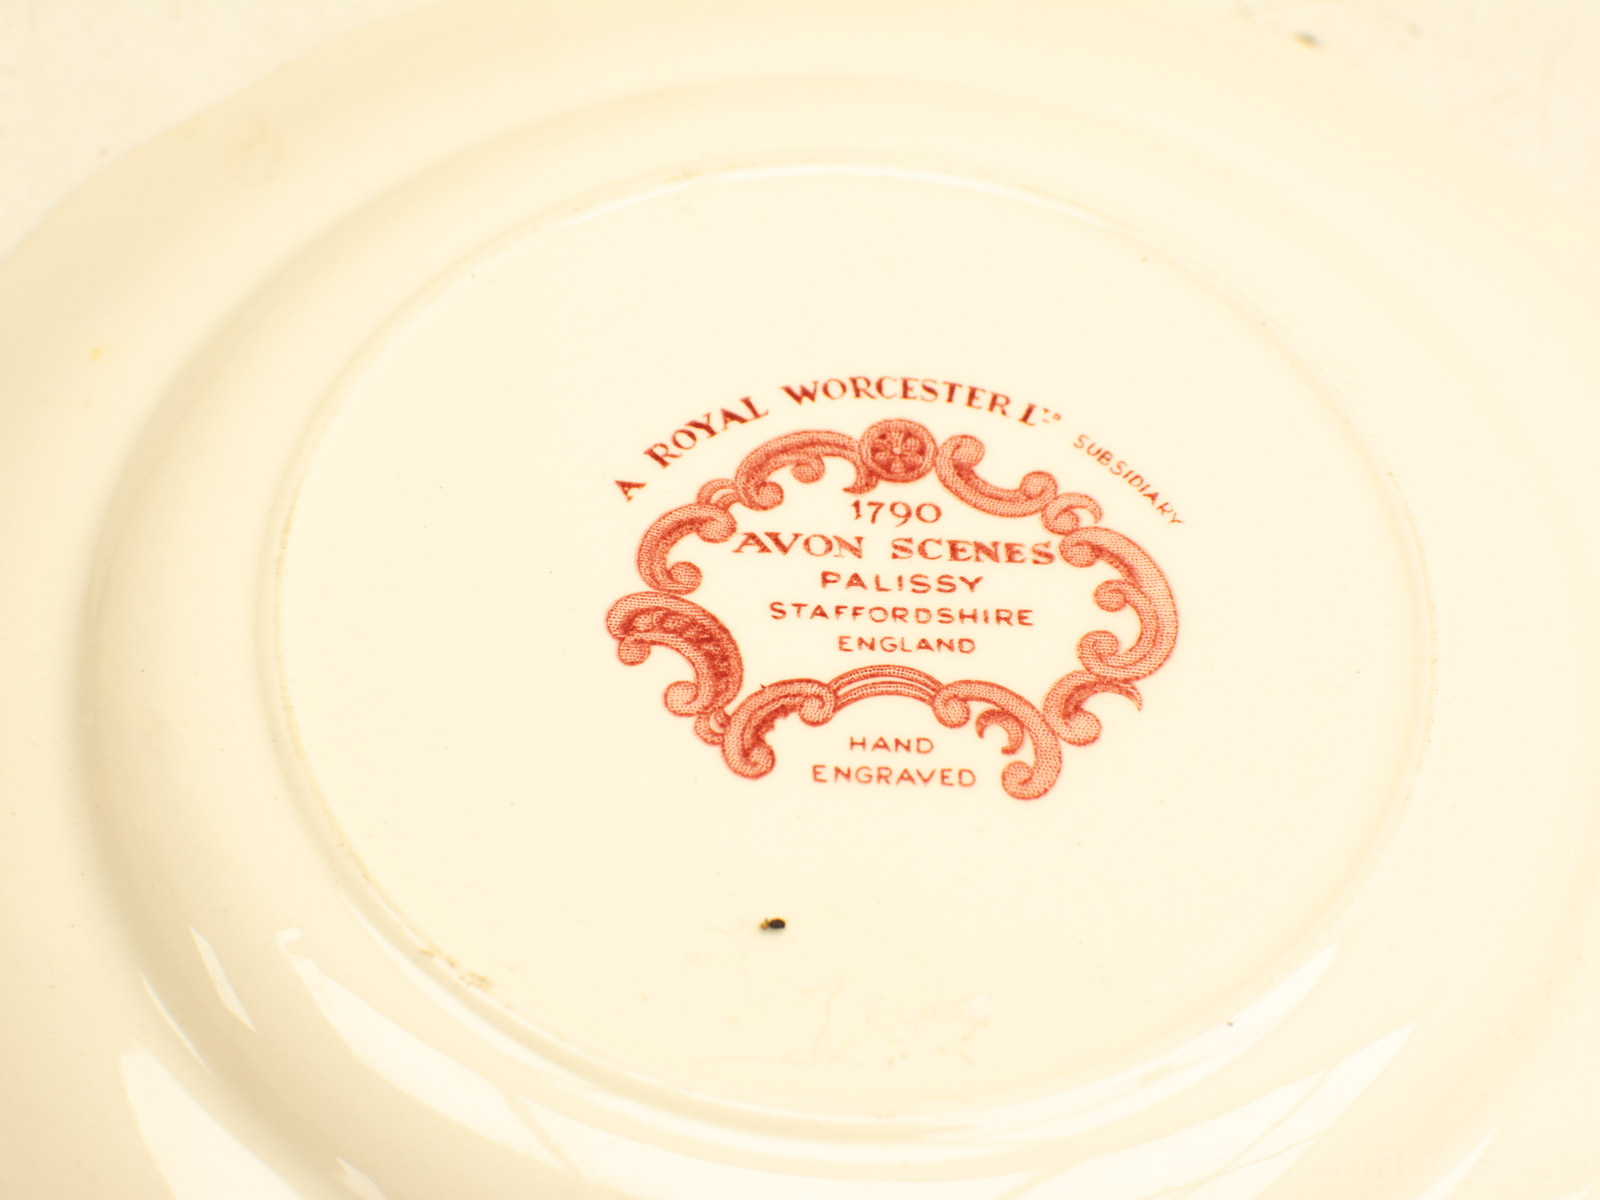 A ROYAL WORCESTER LTD SUBSIDIARY
1790
AVON SCENES
PALISSY
STAFFORDSHIRE
ENGLAND
HAND
ENGRAVED